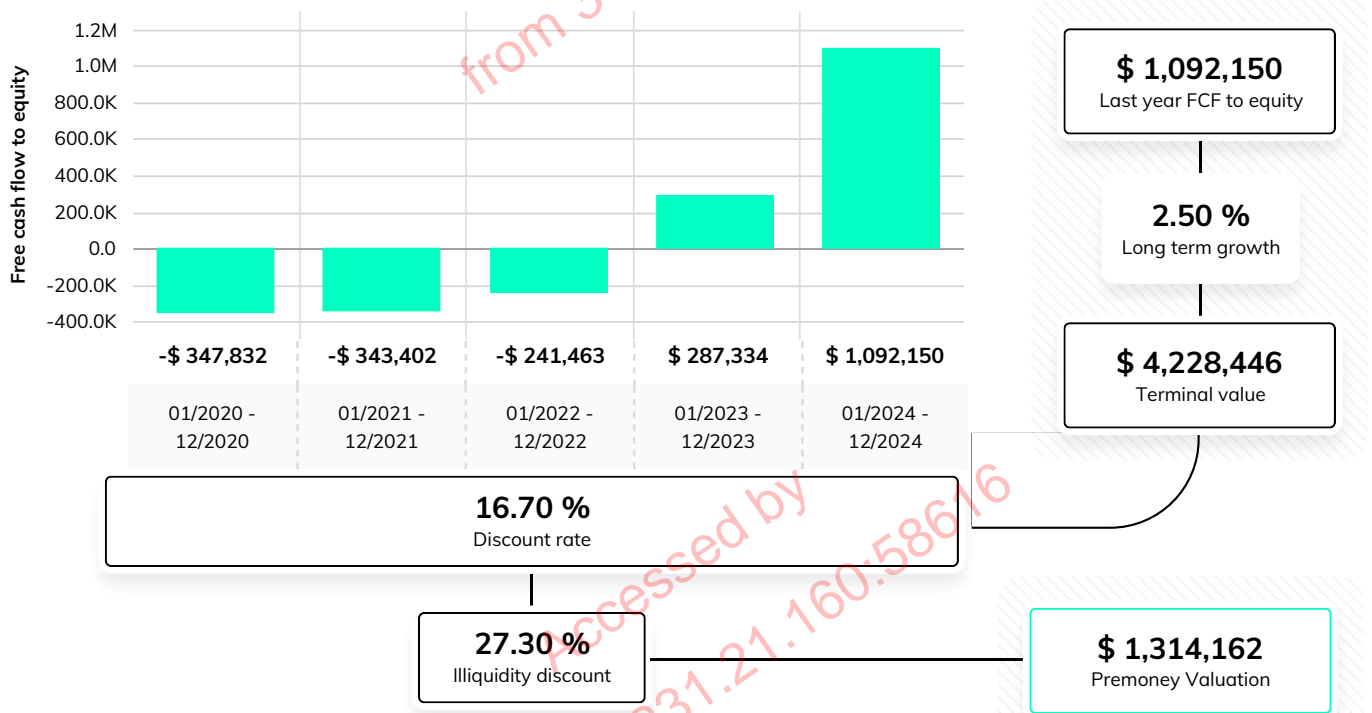 Free cash flow to equity
1.2M
1.0M
800.0K
600.0K
400.0K
200.0K
0.0
-200.0K
-400.0K
-$ 347,832
-$ 343,402
-$ 241,463
$ 287,334
$ 1,092,150
01/2020 -
12/2020
01/2021 -
12/2021
01/2022 -
12/2022
01/2023 -
12/2023
01/2024 -
12/2024
16.70 %
Discount rate
27.30 %
Illiquidity discount
$ 1,092,150
Last year FCF to equity
2.50 %
Long term growth
$ 4,228,446
Terminal value
$ 1,314,162
Premoney Valuation
Accessed by
from
31.21.160:58616